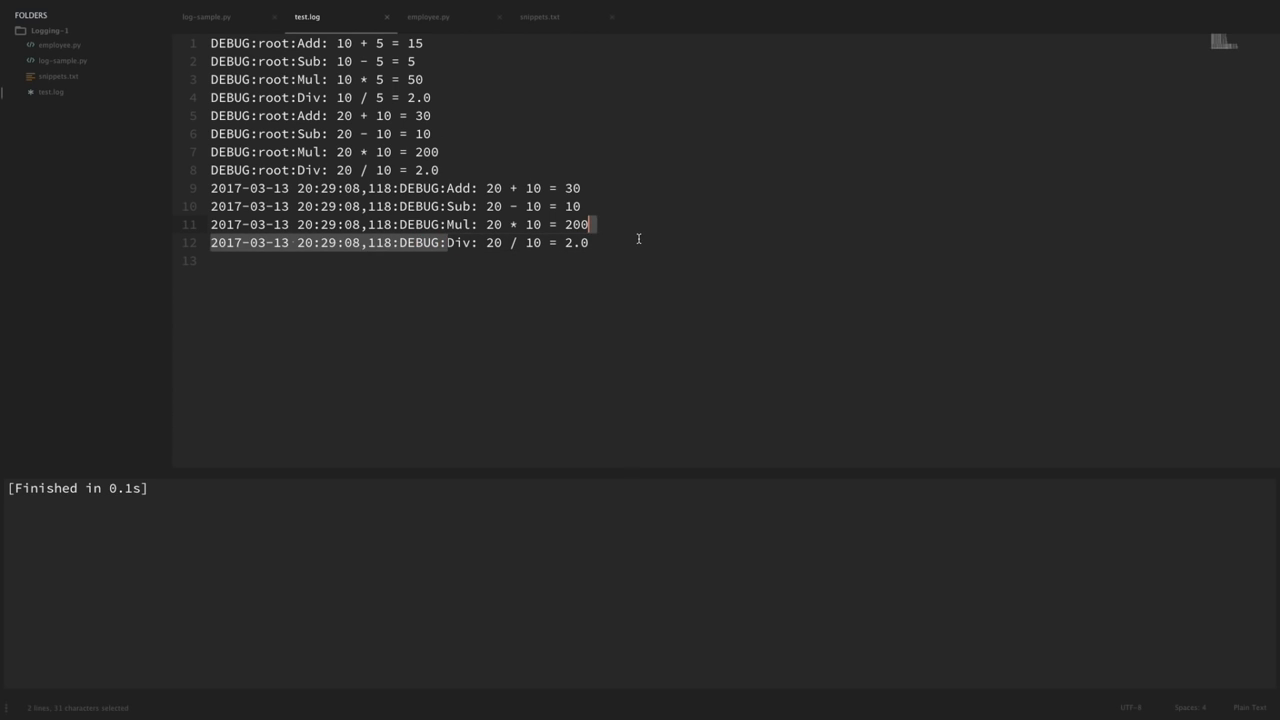 FOLDERS
Logging-1
employee.py
log-sample.py
snippets.txt
test.log
log-sample.py × test.log × employee.py × snippets.txt ×
1 DEBUG:root:Add: 10 + 5 = 15
2 DEBUG:root:Sub: 10 - 5 = 5
3 DEBUG:root:Mul: 10 * 5 = 50
4 DEBUG:root:Div: 10 / 5 = 2.0
5 DEBUG:root:Add: 20 + 10 = 30
6 DEBUG:root:Sub: 20 - 10 = 10
7 DEBUG:root:Mul: 20 * 10 = 200
8 DEBUG:root:Div: 20 / 10 = 2.0
9 2017-03-13 20:29:08,118:DEBUG:Add: 20 + 10 = 30
10 2017-03-13 20:29:08,118:DEBUG:Sub: 20 - 10 = 10
11 2017-03-13 20:29:08,118:DEBUG:Mul: 20 * 10 = 200
12 2017-03-13 20:29:08,118:DEBUG:Div: 20 / 10 = 2.0
13
[Finished in 0.1s]
2 lines, 31 characters selected
UTF-8 Spaces: 4 Plain Text